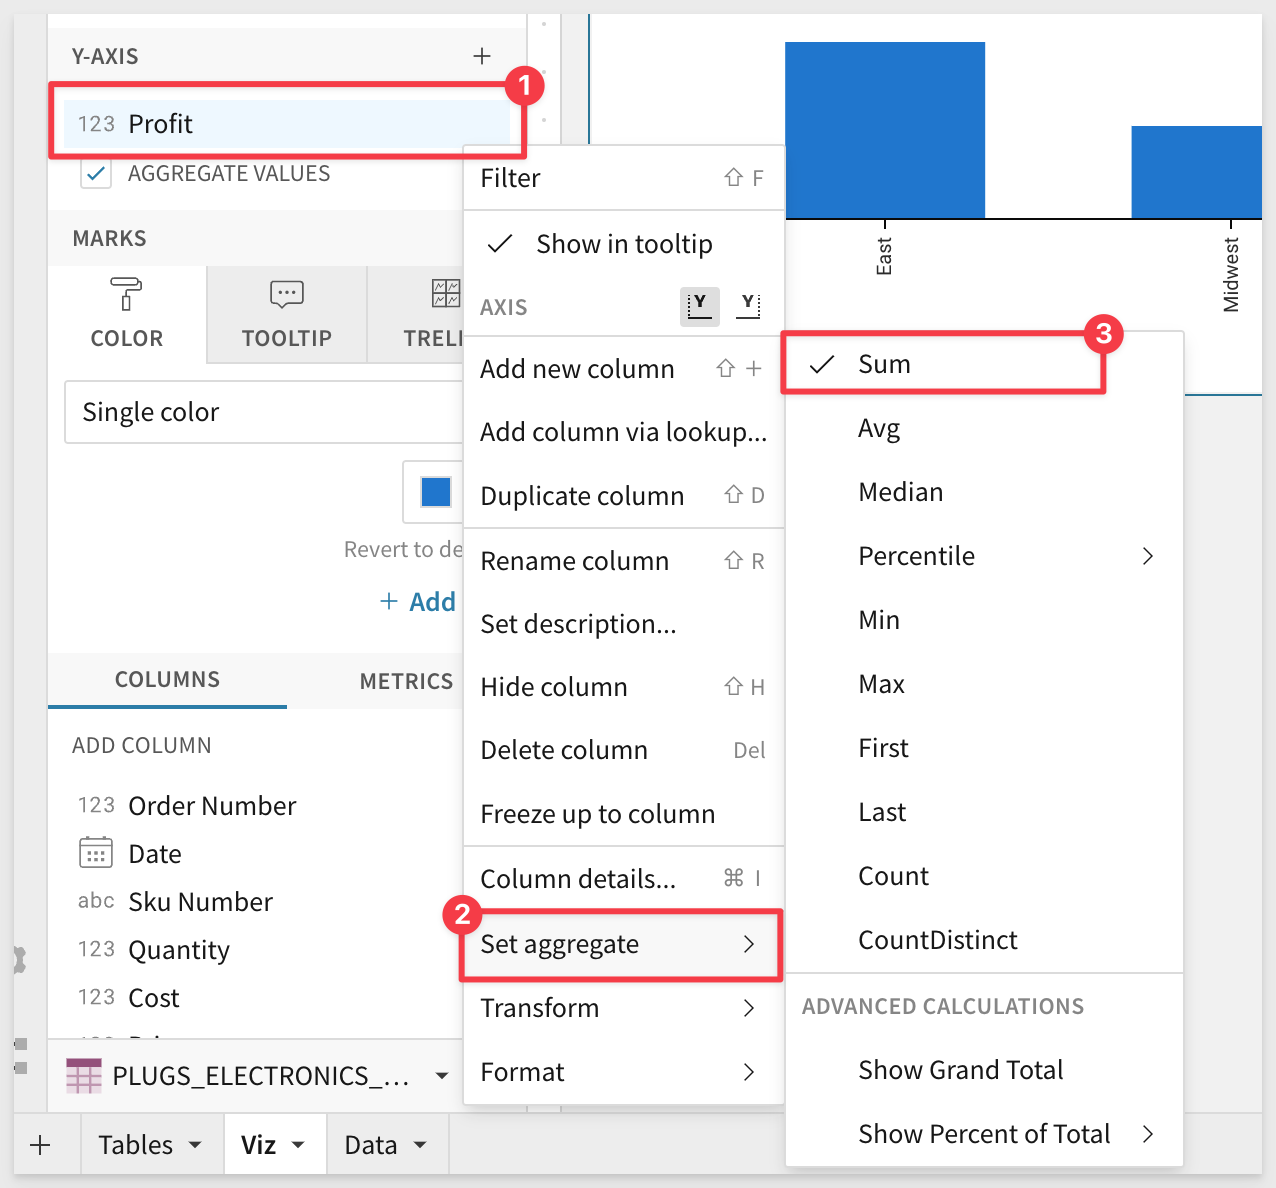 Y-AXIS +
1
123 Profit
AGGREGATE VALUES
MARKS
COLOR
TOOLTIP
TREL
Single color
Revert to de
+ Add
COLUMNS
METRICS
ADD COLUMN
123 Order Number
Date
abc Sku Number
123 Quantity
123 Cost
PLUGS_ELECTRONICS_...
+ Tables Viz Data
Filter ⇧ F
Show in tooltip
AXIS Y Y
Add new column ⇧ +
Add column via lookup...
Duplicate column ⇧ D
Rename column ⇧ R
Set description...
Hide column ⇧ H
Delete column Del
Freeze up to column
Column details... ⌘ I
2
Set aggregate
Transform
Format
East
Midwest
3
Sum
Avg
Median
Percentile
Min
Max
First
Last
Count
CountDistinct
ADVANCED CALCULATIONS
Show Grand Total
Show Percent of Total